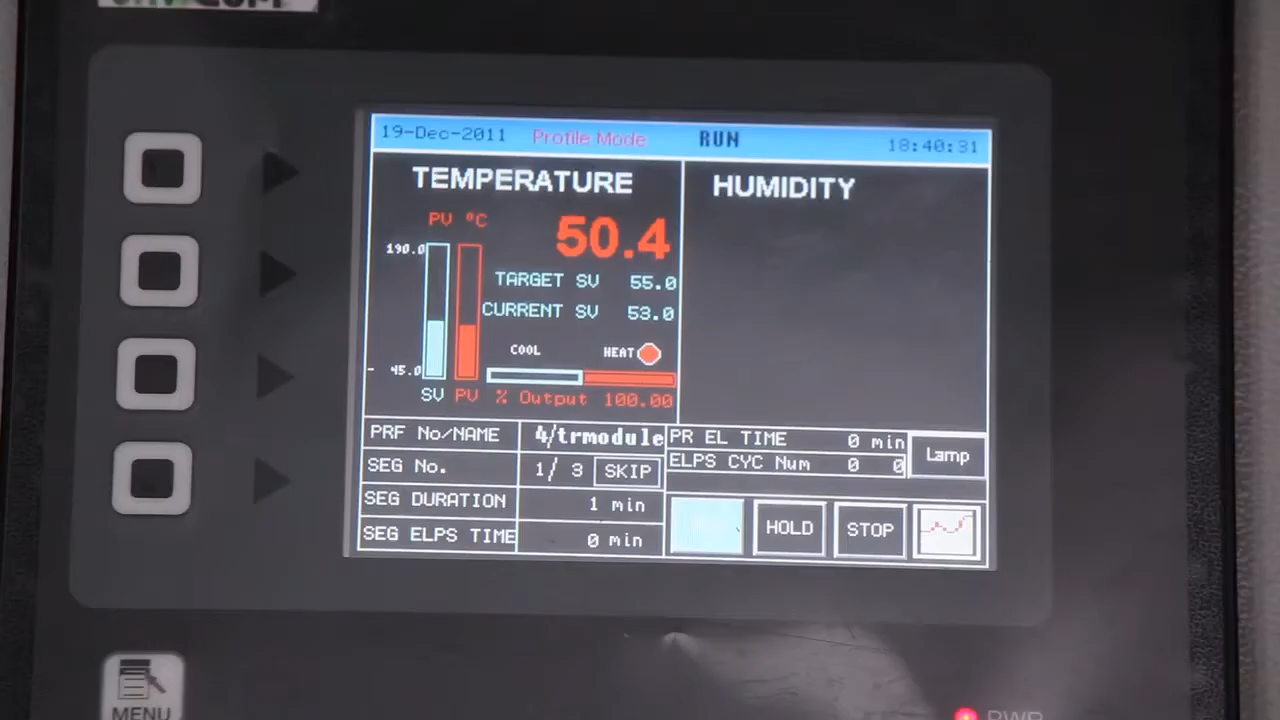 19-Dec-2011 Protile Mode RUN 18:40:31
TEMPERATURE
HUMIDITY
PV °C
50.4
190.0
TARGET SV 55.0
CURRENT SV 53.0
COOL HEAT
- 45.0
SV PV % Output 100.00
PRF No/NAME 4/trmodule
SEG No. 1/ 3 SKIP
SEG DURATION 1 min
SEG ELPS TIME 0 min
PR EL TIME 0 min
ELPS CYC Num 0 0
Lamp
HOLD STOP
MENU
PWR